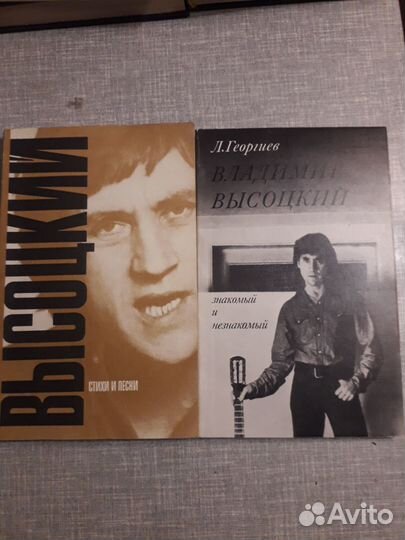 ВЫСОЦКИЙ
СТИХИ И ПЕСНИ
Л.Георгиев
ВЛАДИМИР
ВЫСОЦКИЙ
знакомый
и
незнакомый
Avito